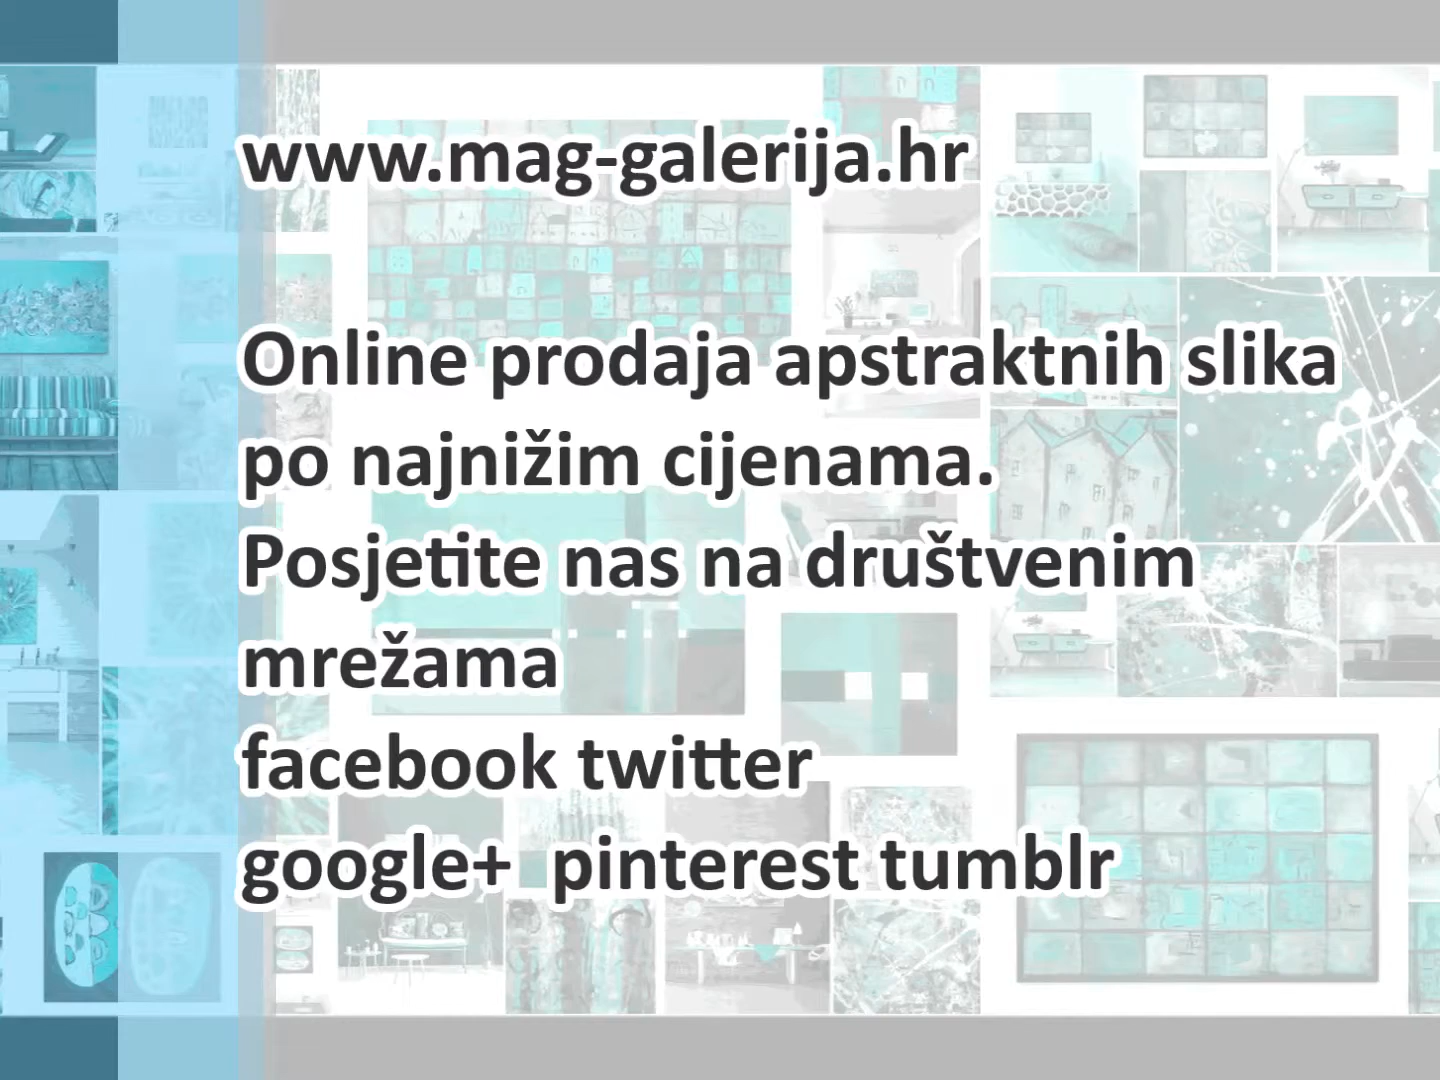 www.mag-galerija.hr
Online prodaja apstraktnih slika
po najnižim cijenama.
Posjetite nas na društvenim
mrežama
facebook twitter
google+ pinterest tumblr